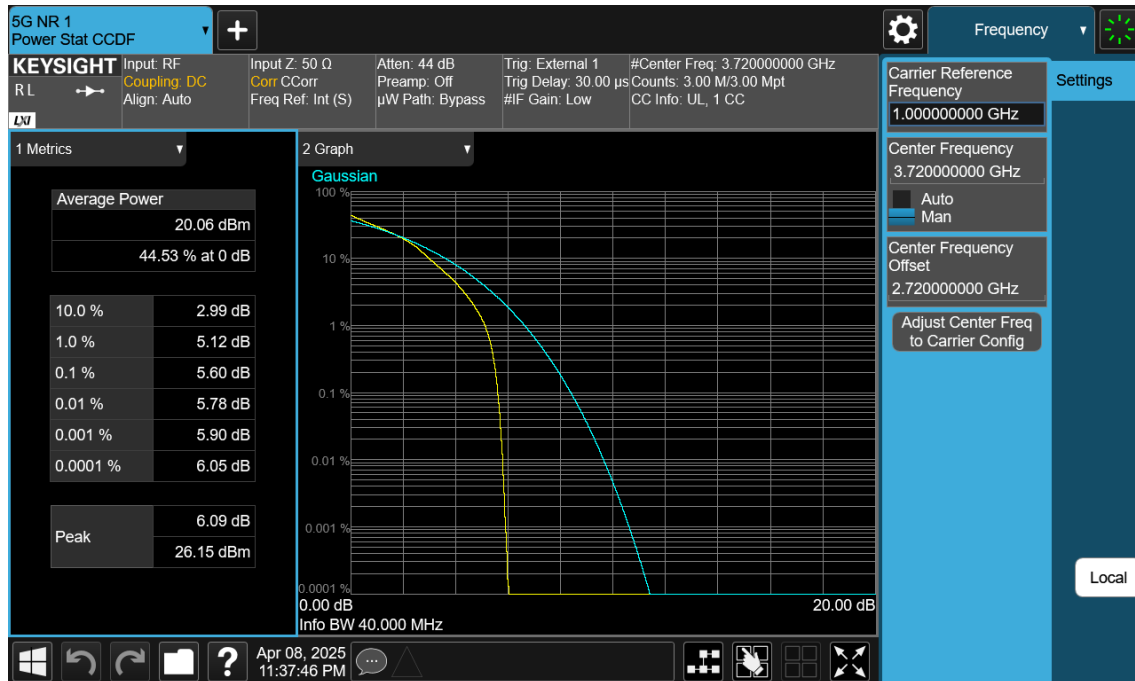 5G NR 1
Power Stat CCDF
Frequency
KEYSIGHT
R L
LXI
Input: RF
Coupling: DC
Align: Auto
Input Z: 50 Ω
Corr CCorr
Freq Ref: Int (S)
Atten: 44 dB
Preamp: Off
µW Path: Bypass
Trig: External 1
Trig Delay: 30.00 µs
#IF Gain: Low
#Center Freq: 3.720000000 GHz
Counts: 3.00 M/3.00 Mpt
CC Info: UL, 1 CC
1 Metrics
Average Power
20.06 dBm
44.53 % at 0 dB
10.0 % 2.99 dB
1.0 % 5.12 dB
0.1 % 5.60 dB
0.01 % 5.78 dB
0.001 % 5.90 dB
0.0001 % 6.05 dB
Peak
6.09 dB
26.15 dBm
2 Graph
Gaussian
100 %
10 %
1 %
0.1 %
0.01 %
0.001 %
0.0001 %
0.00 dB
20.00 dB
Info BW 40.000 MHz
Carrier Reference
Frequency
1.000000000 GHz
Center Frequency
3.720000000 GHz
Auto
Man
Center Frequency
Offset
2.720000000 GHz
Adjust Center Freq
to Carrier Config
Settings
Local
?
Apr 08, 2025
11:37:46 PM